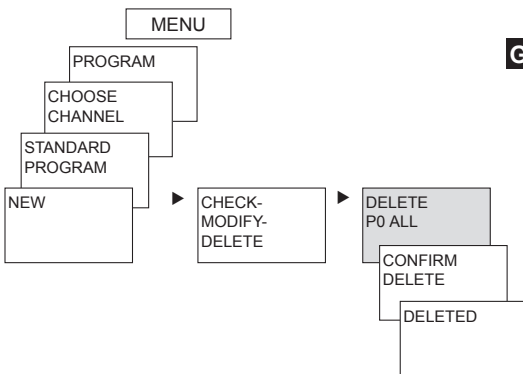 MENU
PROGRAM
G
CHOOSE
CHANNEL
STANDARD
PROGRAM
NEW
CHECK-
MODIFY-
DELETE
DELETE
P0 ALL
CONFIRM
DELETE
DELETED